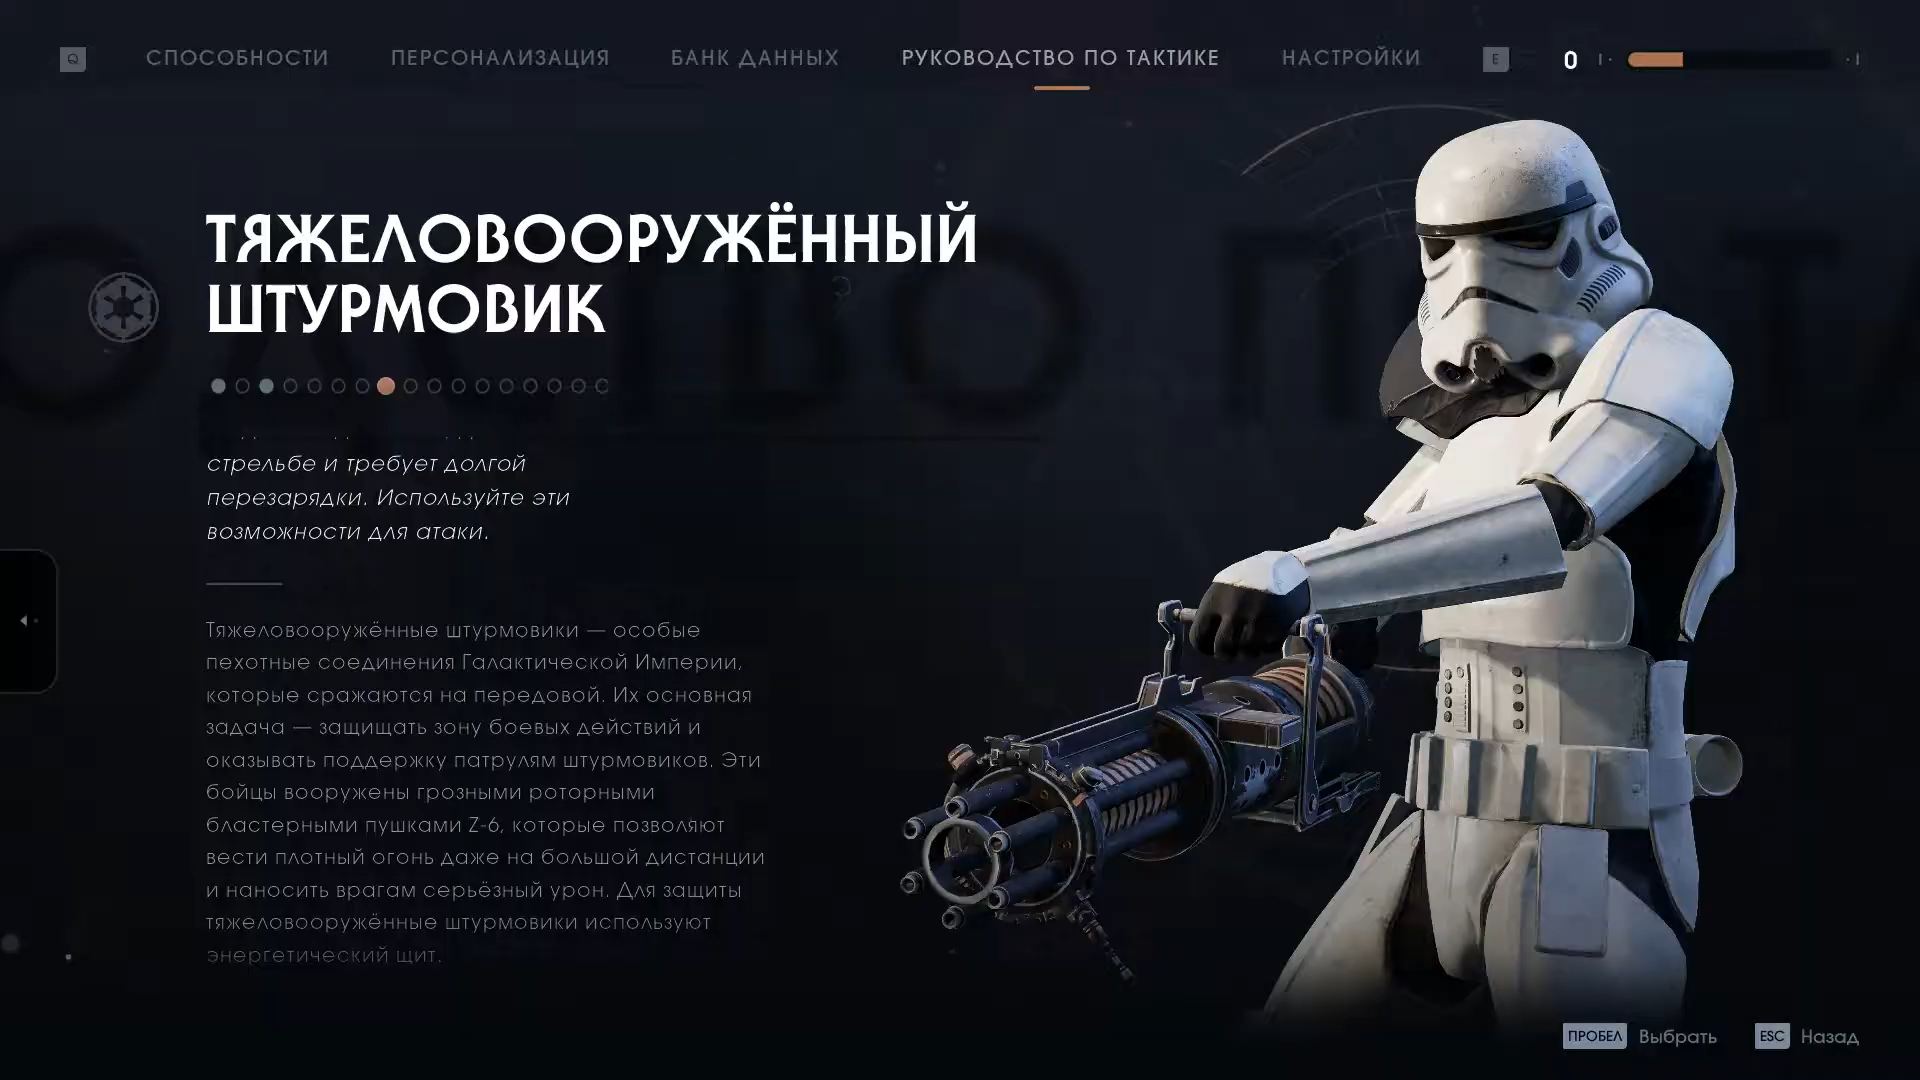 Q
СПОСОБНОСТИ
ПЕРСОНАЛИЗАЦИЯ
БАНК ДАННЫХ
РУКОВОДСТВО ПО ТАКТИКЕ
НАСТРОЙКИ
E
0
ТЯЖЕЛОВООРУЖЁННЫЙ
ШТУРМОВИК
стрельбе и требует долгой
перезарядки. Используйте эти
возможности для атаки.
Тяжеловооружённые штурмовики — особые
пехотные соединения Галактической Империи,
которые сражаются на передовой. Их основная
задача — защищать зону боевых действий и
оказывать поддержку патрулям штурмовиков. Эти
бойцы вооружены грозными роторными
бластерными пушками Z-6, которые позволяют
вести плотный огонь даже на большой дистанции
и наносить врагам серьёзный урон. Для защиты
тяжеловооружённые штурмовики используют
энергетический щит.
ПРОБЕЛ Выбрать
ESC Назад